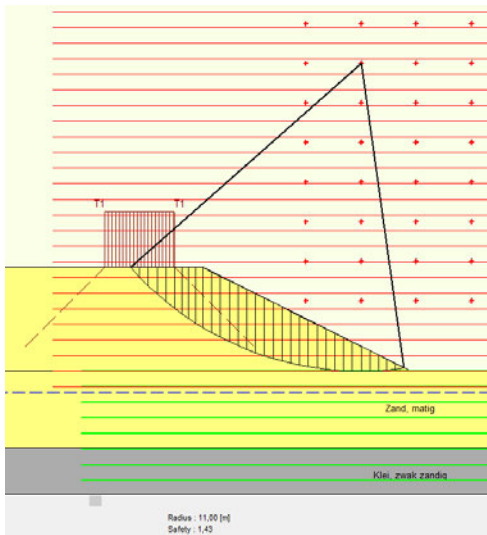 T1 T1
Zand, matig
Klei, zwak zandig
Radius : 11,00 [m]
Safety : 1,43